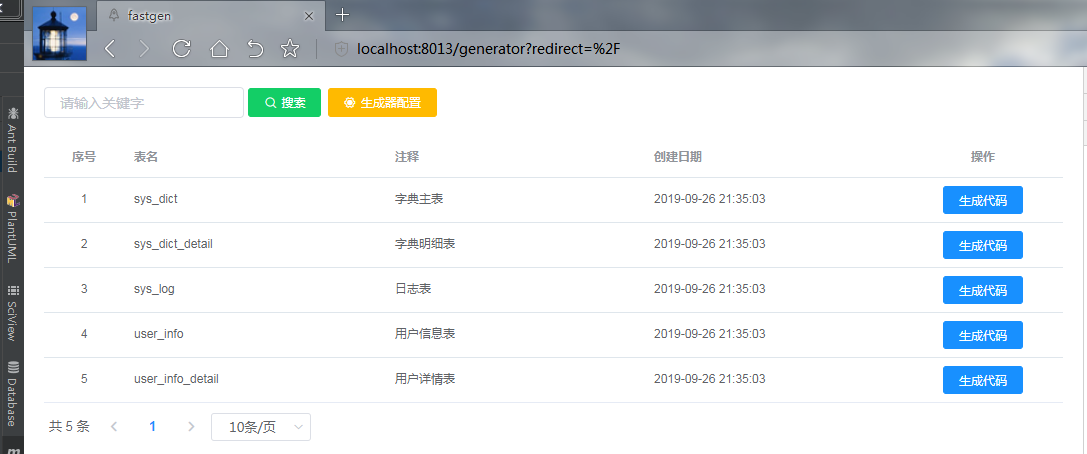 fastgen
localhost:8013/generator?redirect=%2F
请输入关键字 搜索 生成器配置
序号 表名 注释 创建日期 操作
1 sys_dict 字典主表 2019-09-26 21:35:03 生成代码
2 sys_dict_detail 字典明细表 2019-09-26 21:35:03 生成代码
3 sys_log 日志表 2019-09-26 21:35:03 生成代码
4 user_info 用户信息表 2019-09-26 21:35:03 生成代码
5 user_info_detail 用户详情表 2019-09-26 21:35:03 生成代码
共 5 条 1 10条/页
Ant Build
PlantUML
SciView
Database
m